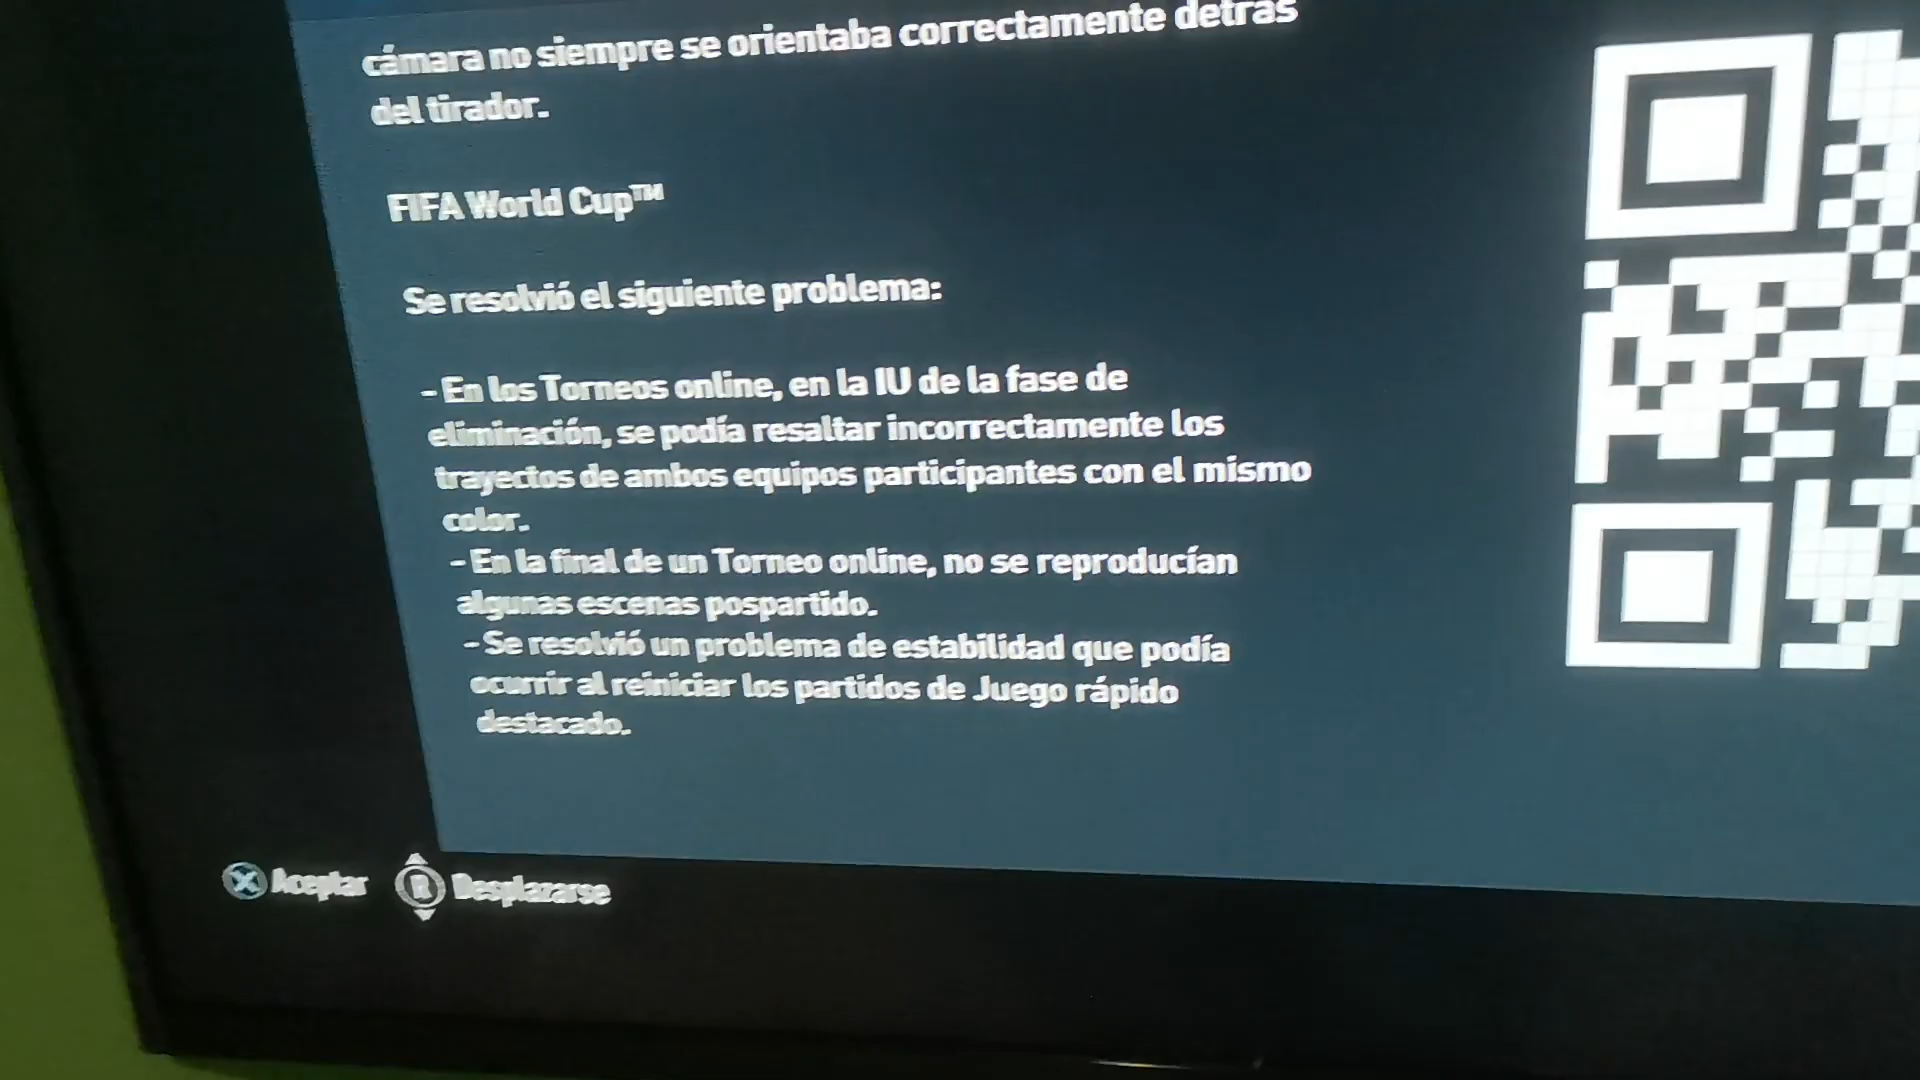 cámara no siempre se orientaba correctamente detrás
del tirador.
FIFA World Cup™
Se resolvió el siguiente problema:
- En los Torneos online, en la IU de la fase de
eliminación, se podía resaltar incorrectamente los
trayectos de ambos equipos participantes con el mismo
color.
- En la final de un Torneo online, no se reproducían
algunas escenas pospartido.
- Se resolvió un problema de estabilidad que podía
ocurrir al reiniciar los partidos de Juego rápido
destacado.
Aceptar R Desplazarse